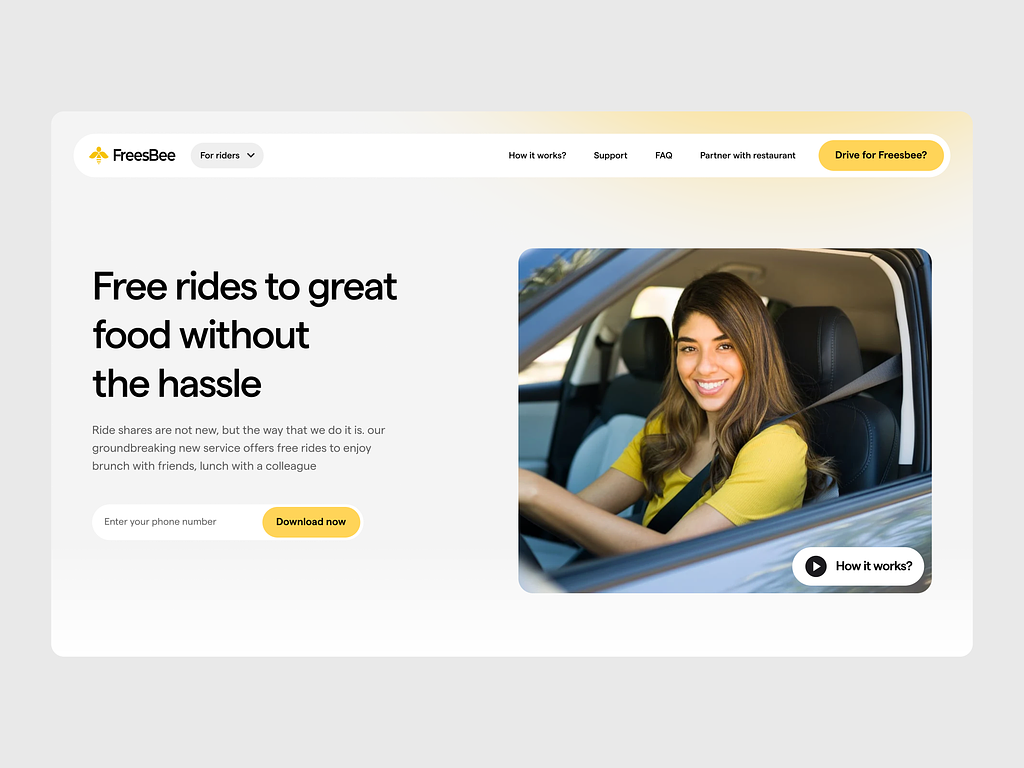 FreesBee
For riders
How it works?
Support
FAQ
Partner with restaurant
Drive for Freesbee?
Free rides to great
food without
the hassle
Ride shares are not new, but the way that we do it is. our
groundbreaking new service offers free rides to enjoy
brunch with friends, lunch with a colleague
Enter your phone number
Download now
How it works?